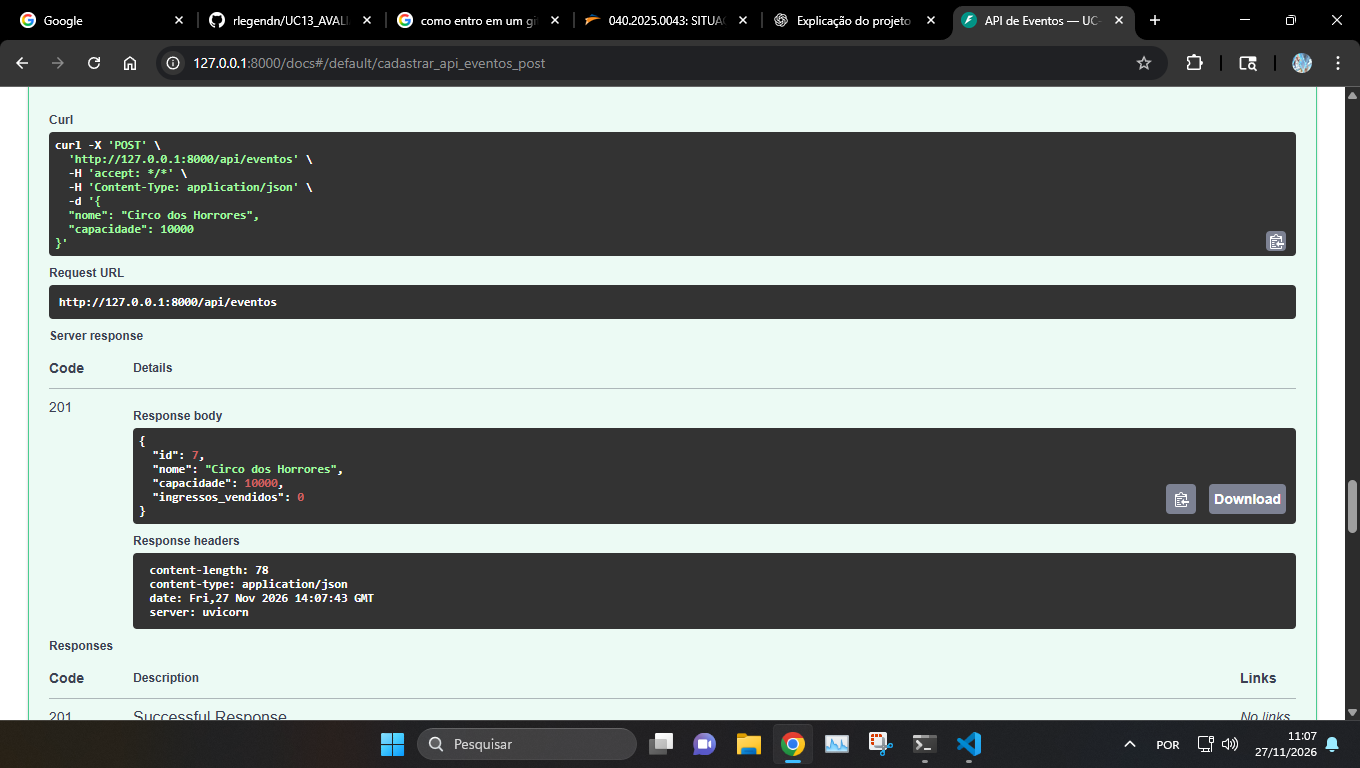 Google
rlegendn/UC13_AVALI
como entro em um gi
040.2025.0043: SITUA
Explicação do projeto
API de Eventos — UC-
127.0.0.1:8000/docs#/default/cadastrar_api_eventos_post
Curl
curl -X 'POST' \
'http://127.0.0.1:8000/api/eventos' \
-H 'accept: */*' \
-H 'Content-Type: application/json' \
-d '{
"nome": "Circo dos Horrores",
"capacidade": 10000
}'
Request URL
http://127.0.0.1:8000/api/eventos
Server response
Code Details
201
Response body
{
"id": 7,
"nome": "Circo dos Horrores",
"capacidade": 10000,
"ingressos_vendidos": 0
}
Download
Response headers
content-length: 78
content-type: application/json
date: Fri,27 Nov 2026 14:07:43 GMT
server: uvicorn
Responses
Code Description Links
201 Successful Response No links
Pesquisar
POR
11:07
27/11/2026